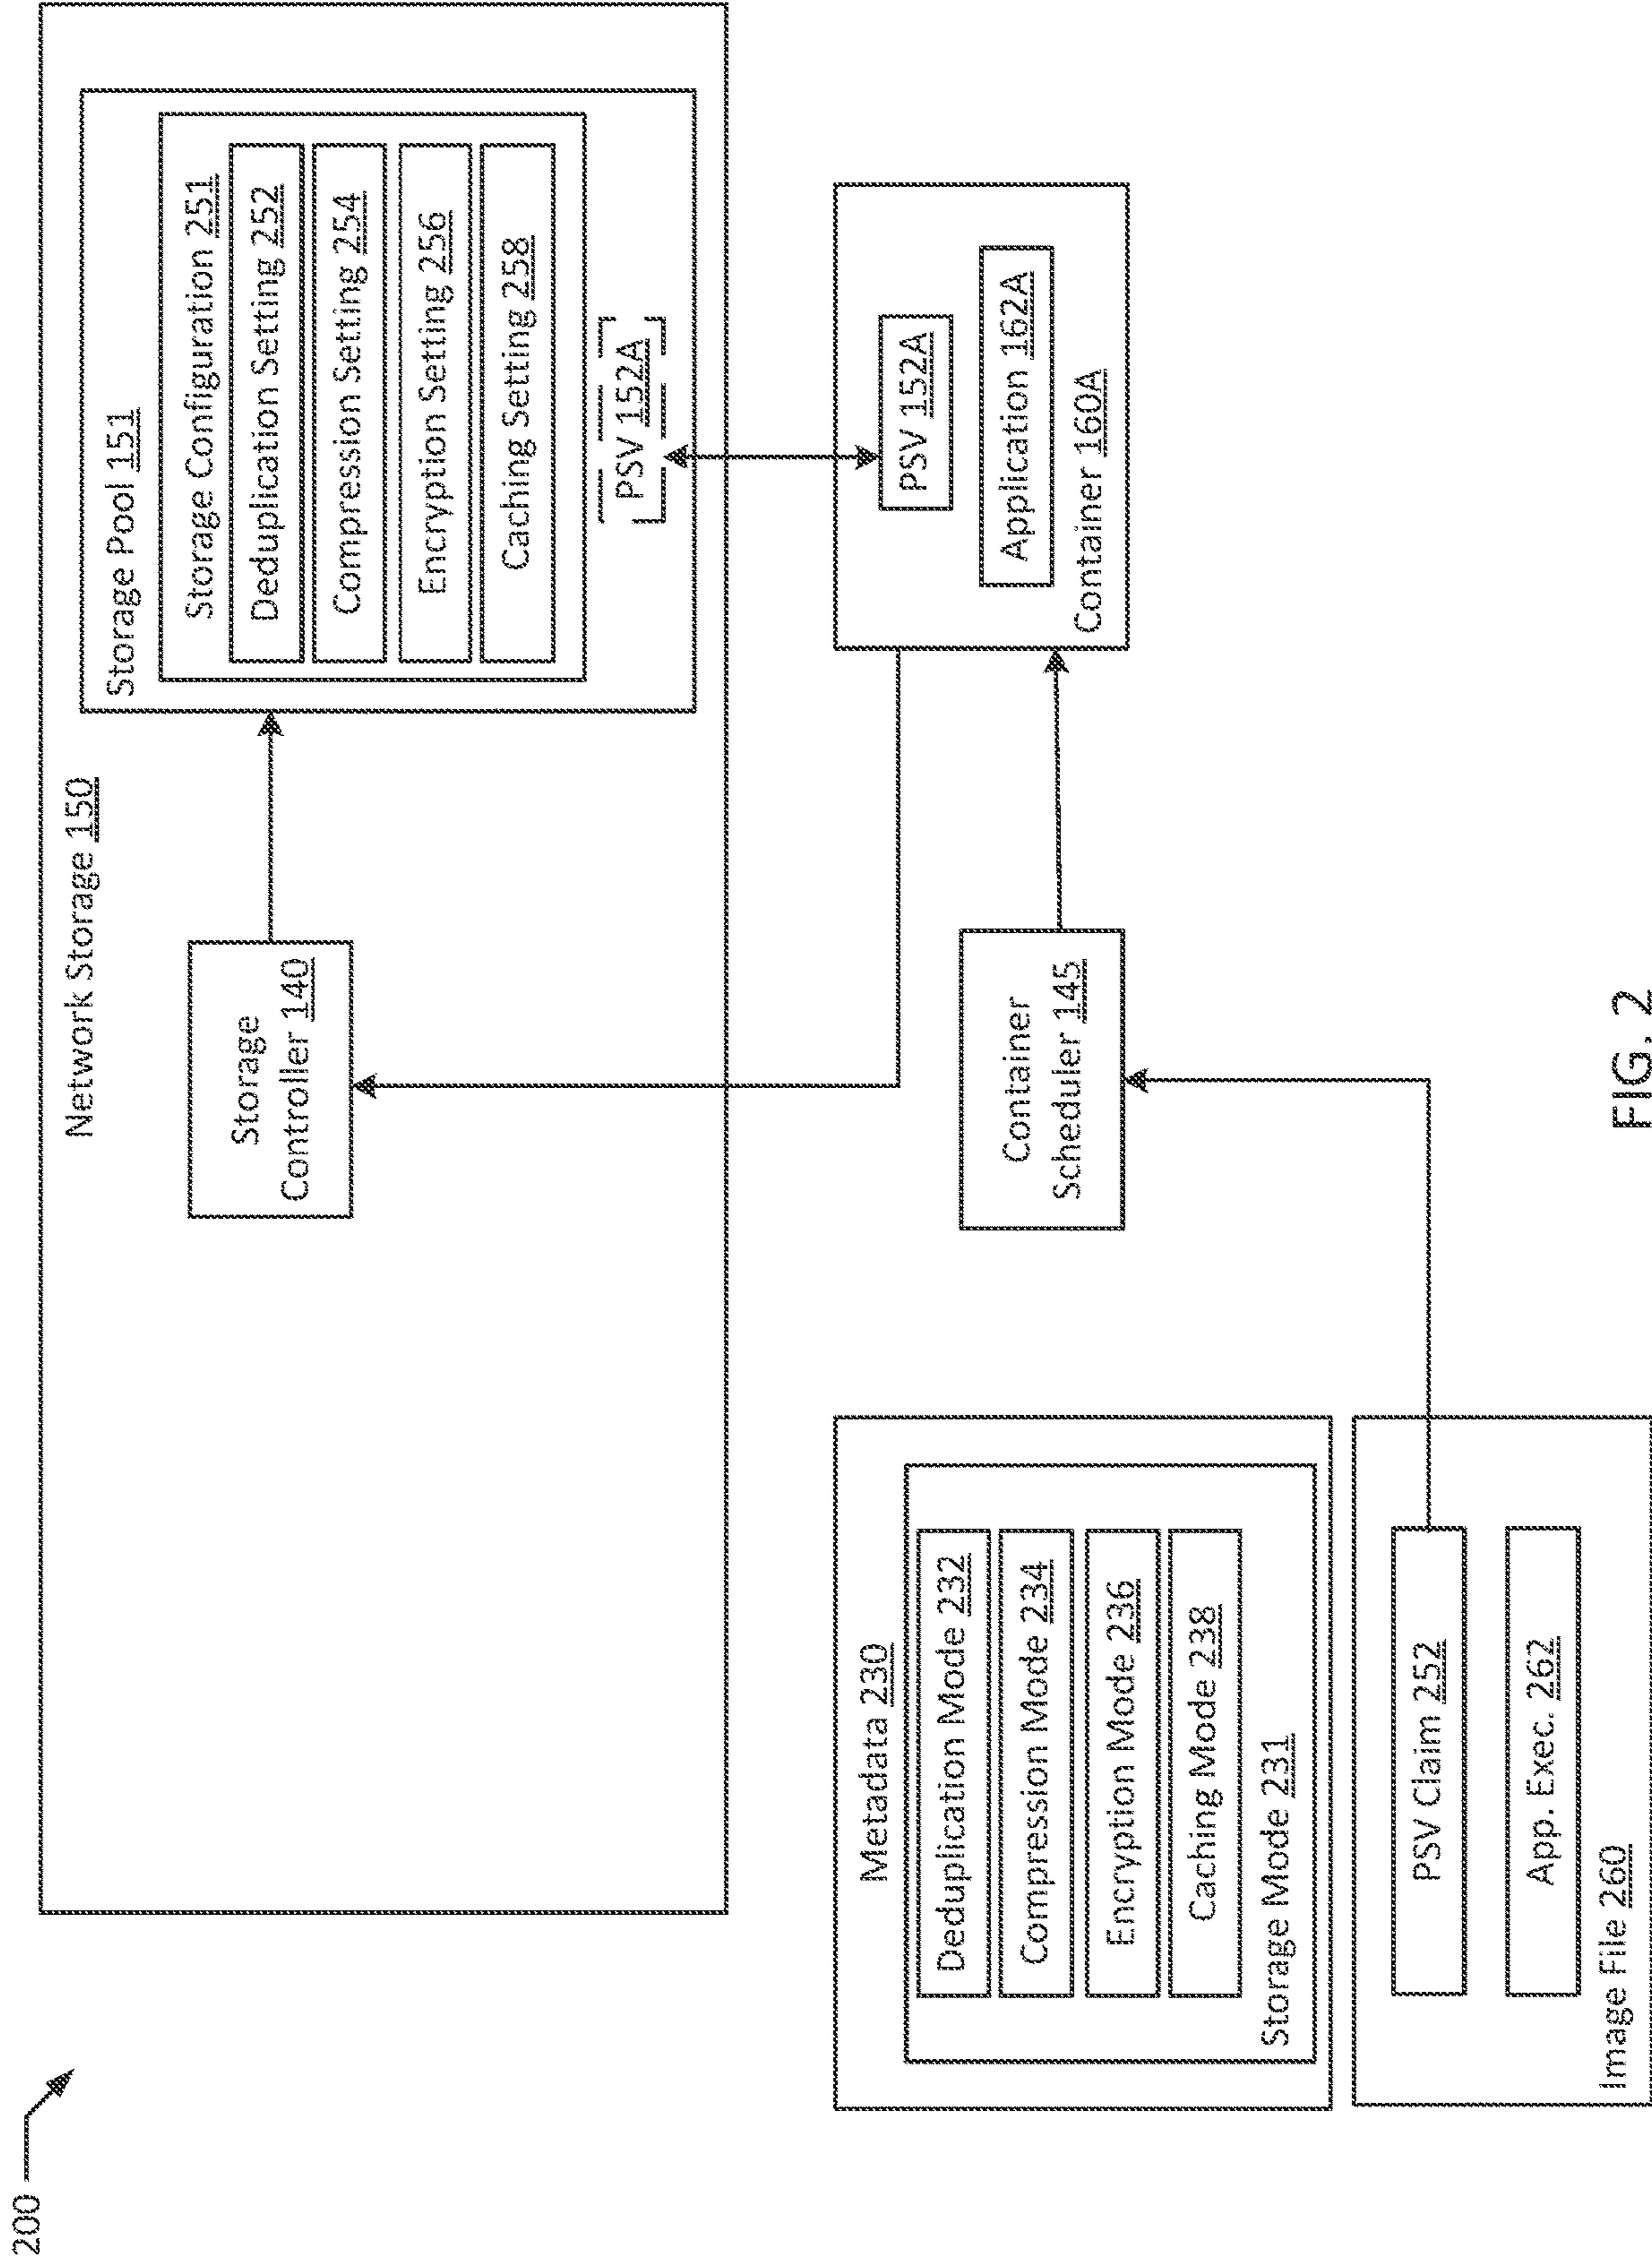 200
Network Storage 150
Storage
Controller 140
Storage Pool 151
Storage Configuration 251
Deduplication Setting 252
Compression Setting 254
Encryption Setting 256
Caching Setting 258
PSV 152A
Metadata 230
Deduplication Mode 232
Compression Mode 234
Encryption Mode 236
Caching Mode 238
Storage Mode 231
Container
Scheduler 145
PSV 152A
Application 162A
Container 160A
PSV Claim 252
App. Exec. 262
Image File 260
FIG. 2